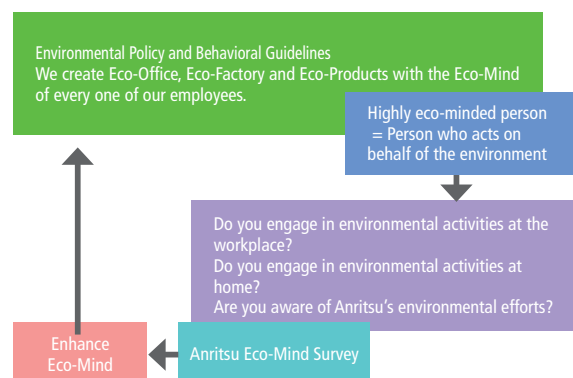 Environmental Policy and Behavioral Guidelines
We create Eco-Office, Eco-Factory and Eco-Products with the Eco-Mind
of every one of our employees.
Highly eco-minded person
= Person who acts on
behalf of the environment
Do you engage in environmental activities at the
workplace?
Do you engage in environmental activities at
home?
Are you aware of Anritsu's environmental efforts?
Enhance
Eco-Mind
Anritsu Eco-Mind Survey